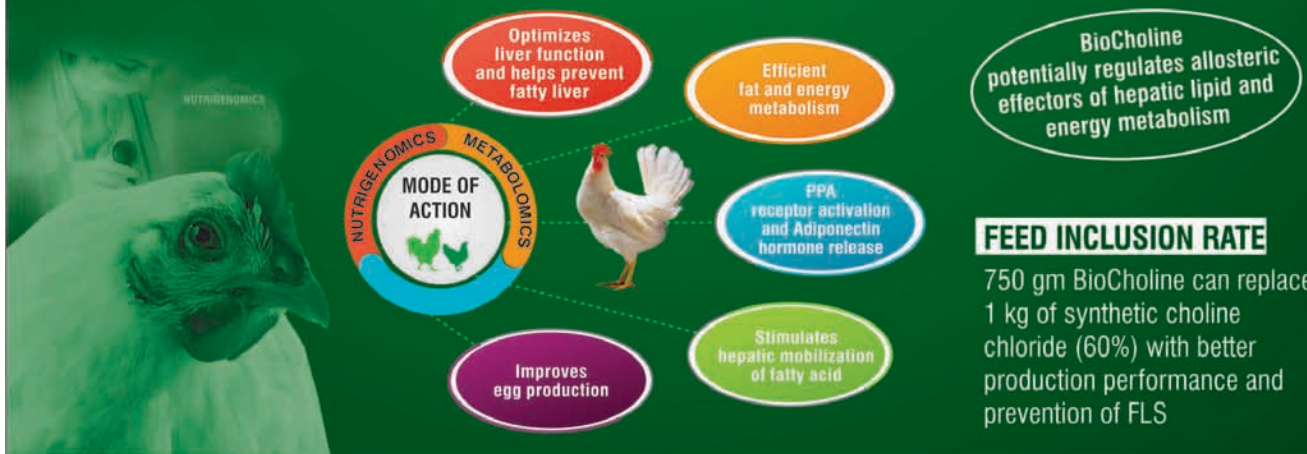 NUTRIGENOMICS
Optimizes
liver function
and helps prevent
fatty liver
Efficient
fat and energy
metabolism
NUTRIGENOMICS
METABOLOMICS
MODE OF
ACTION
PPA
receptor activation
and Adiponectin
hormone release
Stimulates
hepatic mobilization
of fatty acid
Improves
egg production
BioCholine
potentially regulates allosteric
effectors of hepatic lipid and
energy metabolism
FEED INCLUSION RATE
750 gm BioCholine can replace
1 kg of synthetic choline
chloride (60%) with better
production performance and
prevention of FLS